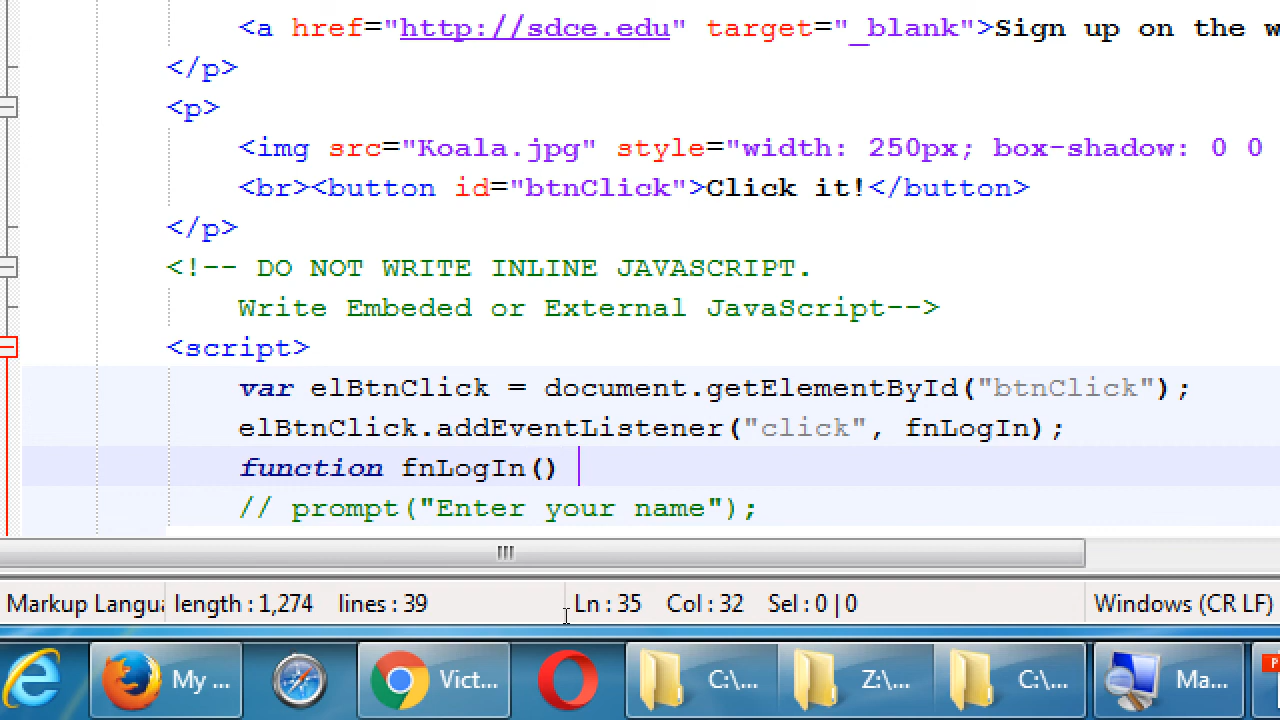 <a href="http://sdce.edu" target="_blank">Sign up on the w
</p>
<p>
<img src="Koala.jpg" style="width: 250px; box-shadow: 0 0
<br><button id="btnClick">Click it!</button>
</p>
<!-- DO NOT WRITE INLINE JAVASCRIPT.
Write Embeded or External JavaScript-->
<script>
var elBtnClick = document.getElementById("btnClick");
elBtnClick.addEventListener("click", fnLogIn);
function fnLogIn()
// prompt("Enter your name");
Markup Langua length : 1,274 lines : 39 Ln : 35 Col : 32 Sel : 0 | 0 Windows (CR LF)
My ... Vict... C:\... Z:\... C:\... Ma... P